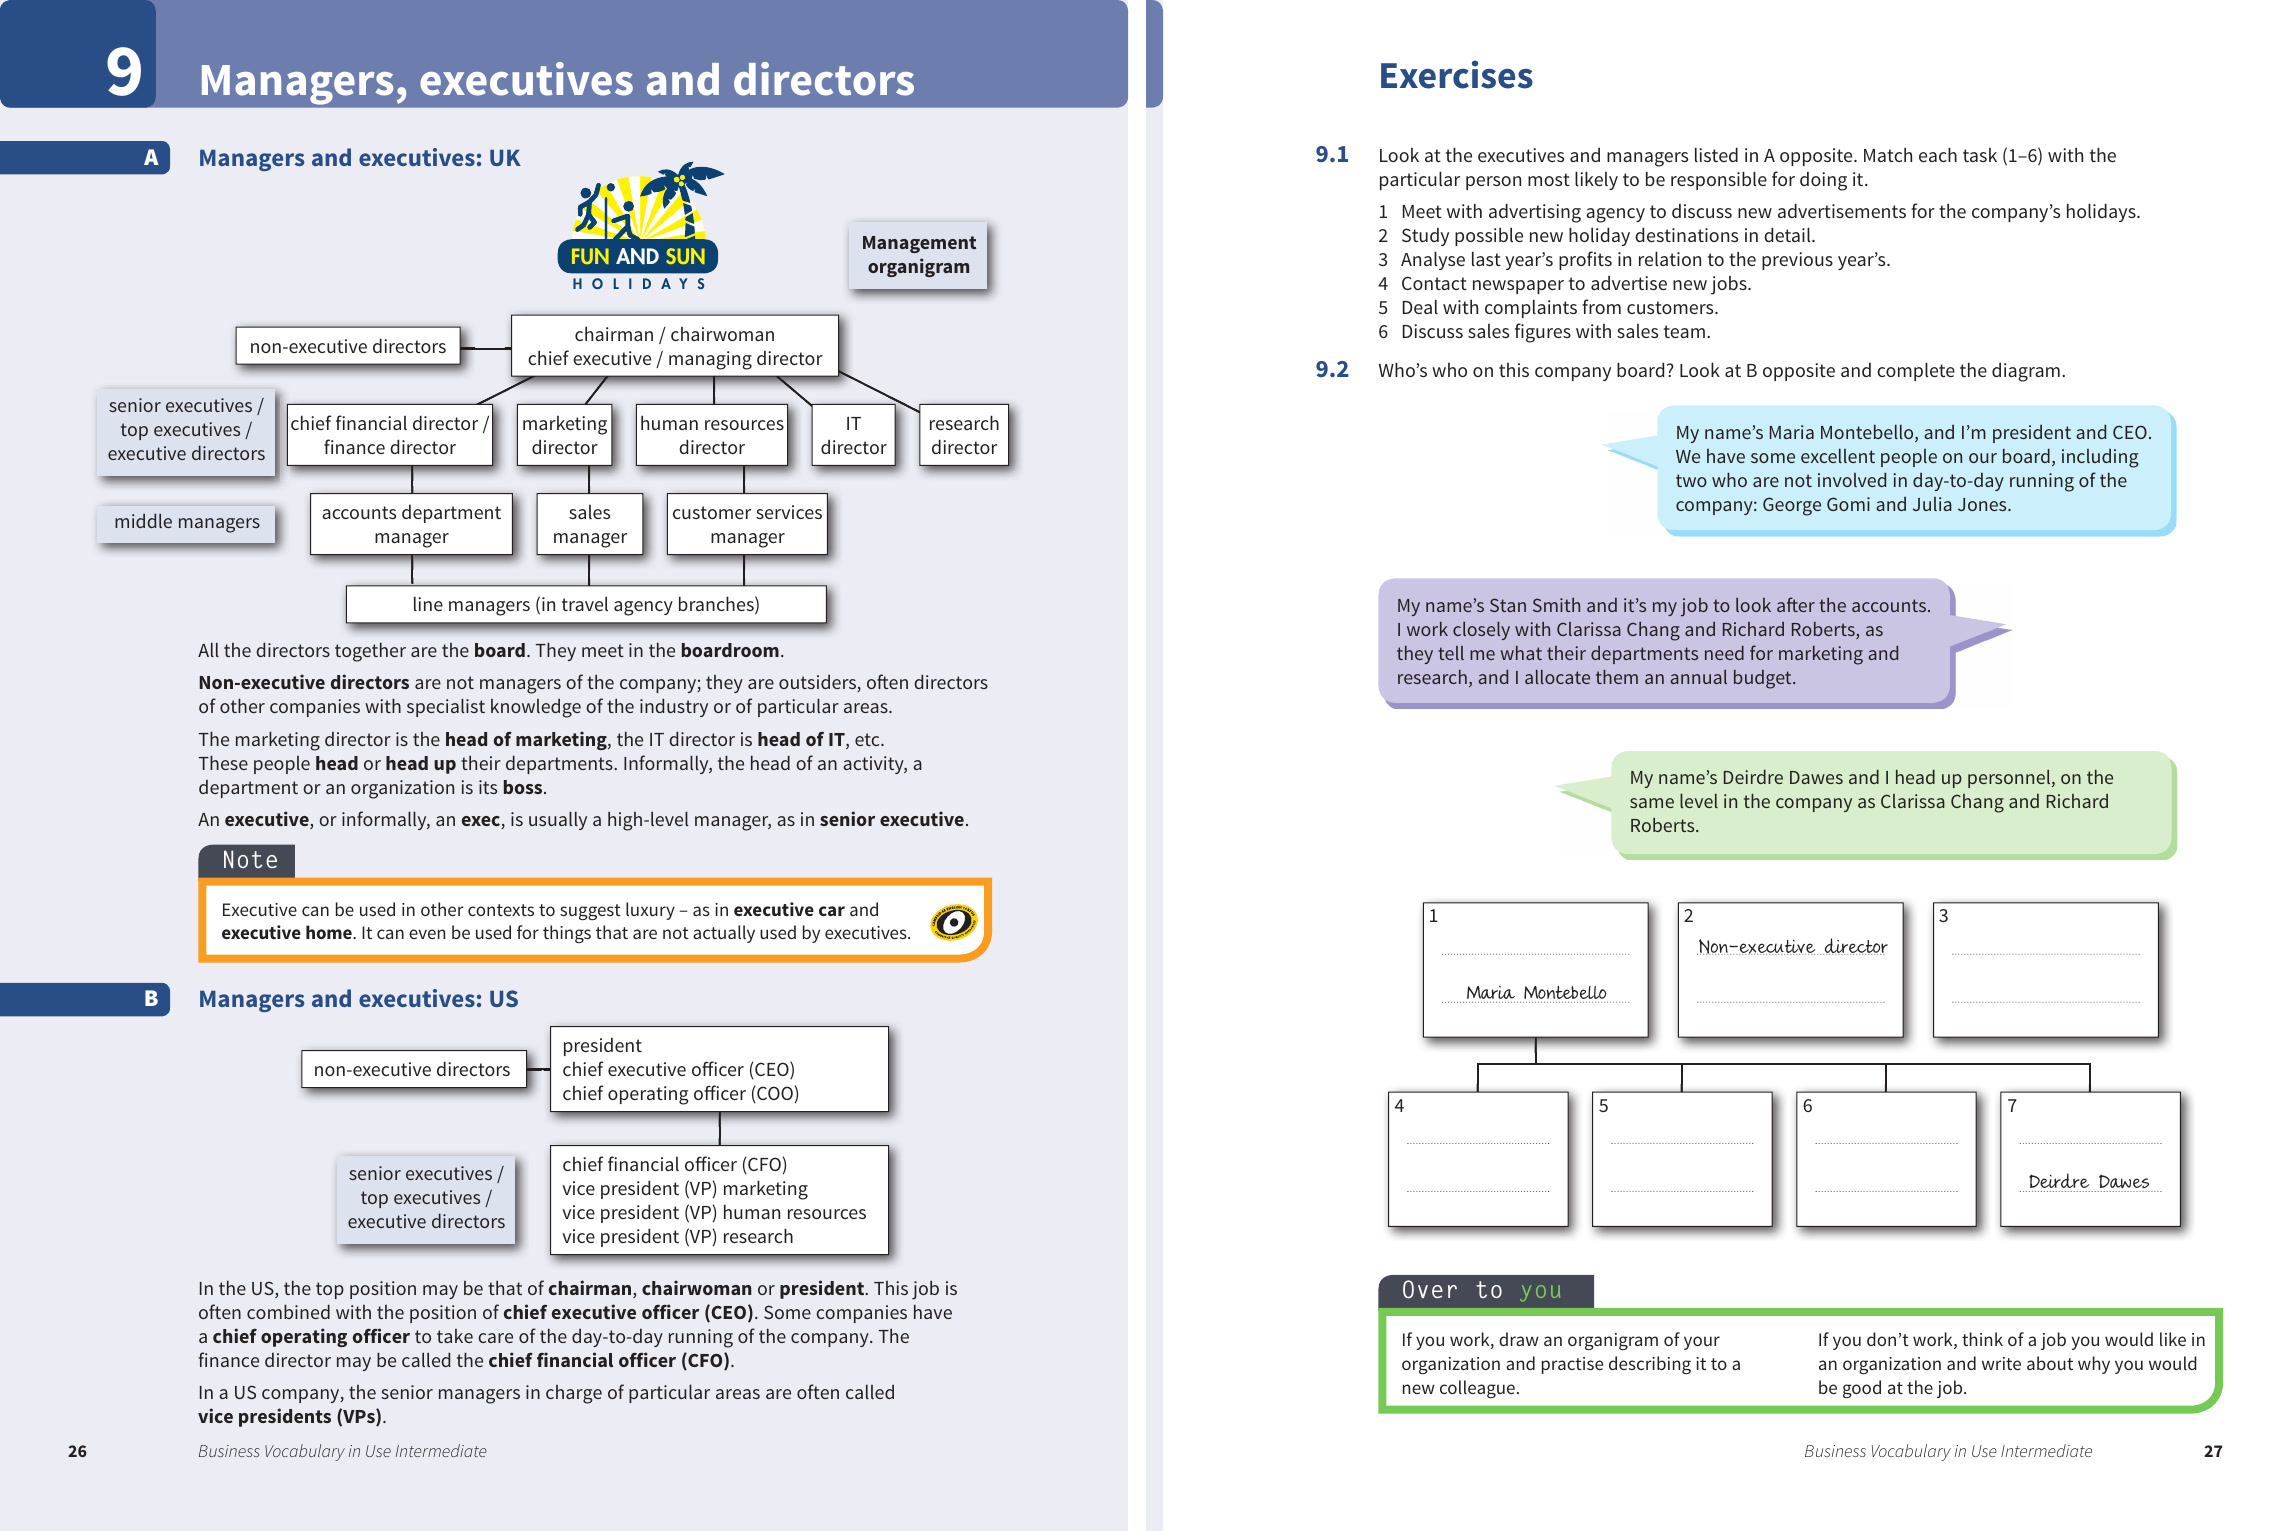 9
Managers, executives and directors
A
Managers and executives: UK
FUN AND SUN
HOLIDAYS
Management
organigram
non-executive directors
chairman / chairwoman
chief executive / managing director
senior executives /
top executives /
executive directors
chief financial director /
finance director
marketing
director
human resources
director
IT
director
research
director
middle managers
accounts department
manager
sales
manager
customer services
manager
line managers (in travel agency branches)
All the directors together are the board. They meet in the boardroom.
Non-executive directors are not managers of the company; they are outsiders, often directors
of other companies with specialist knowledge of the industry or of particular areas.
The marketing director is the head of marketing, the IT director is head of IT, etc.
These people head or head up their departments. Informally, the head of an activity, a
department or an organization is its boss.
An executive, or informally, an exec, is usually a high-level manager, as in senior executive.
Note
Executive can be used in other contexts to suggest luxury – as in executive car and
executive home. It can even be used for things that are not actually used by executives.
B
Managers and executives: US
non-executive directors
president
chief executive officer (CEO)
chief operating officer (COO)
senior executives /
top executives /
executive directors
chief financial officer (CFO)
vice president (VP) marketing
vice president (VP) human resources
vice president (VP) research
In the US, the top position may be that of chairman, chairwoman or president. This job is
often combined with the position of chief executive officer (CEO). Some companies have
a chief operating officer to take care of the day-to-day running of the company. The
finance director may be called the chief financial officer (CFO).
In a US company, the senior managers in charge of particular areas are often called
vice presidents (VPs).
26
Business Vocabulary in Use Intermediate
Exercises
9.1 Look at the executives and managers listed in A opposite. Match each task (1–6) with the
particular person most likely to be responsible for doing it.
1 Meet with advertising agency to discuss new advertisements for the company’s holidays.
2 Study possible new holiday destinations in detail.
3 Analyse last year’s profits in relation to the previous year’s.
4 Contact newspaper to advertise new jobs.
5 Deal with complaints from customers.
6 Discuss sales figures with sales team.
9.2 Who’s who on this company board? Look at B opposite and complete the diagram.
My name’s Maria Montebello, and I’m president and CEO.
We have some excellent people on our board, including
two who are not involved in day-to-day running of the
company: George Gomi and Julia Jones.
My name’s Stan Smith and it’s my job to look after the accounts.
I work closely with Clarissa Chang and Richard Roberts, as
they tell me what their departments need for marketing and
research, and I allocate them an annual budget.
My name’s Deirdre Dawes and I head up personnel, on the
same level in the company as Clarissa Chang and Richard
Roberts.
1
Maria Montebello
2
Non-executive director
3
4
5
6
7
Deirdre Dawes
Over to you
If you work, draw an organigram of your
organization and practise describing it to a
new colleague.
If you don’t work, think of a job you would like in
an organization and write about why you would
be good at the job.
Business Vocabulary in Use Intermediate
27